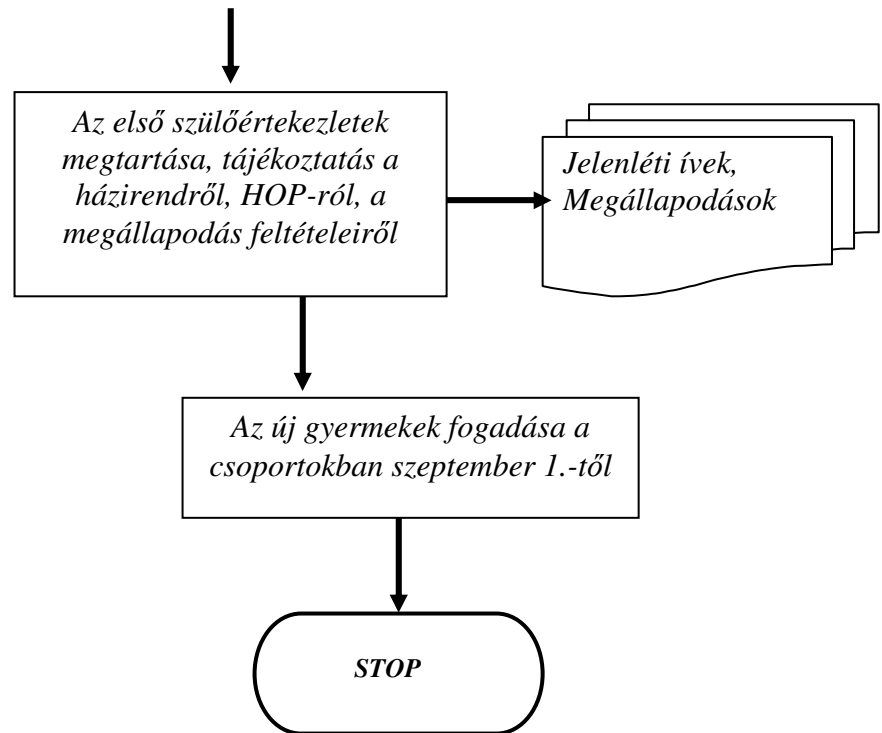 Az első szülőértekezletek
megtartása, tájékoztatás a
házirendről, HOP-ról, a
megállapodás feltételeiről
Jelenléti ívek,
Megállapodások
Az új gyermekek fogadása a
csoportokban szeptember 1.-től
STOP